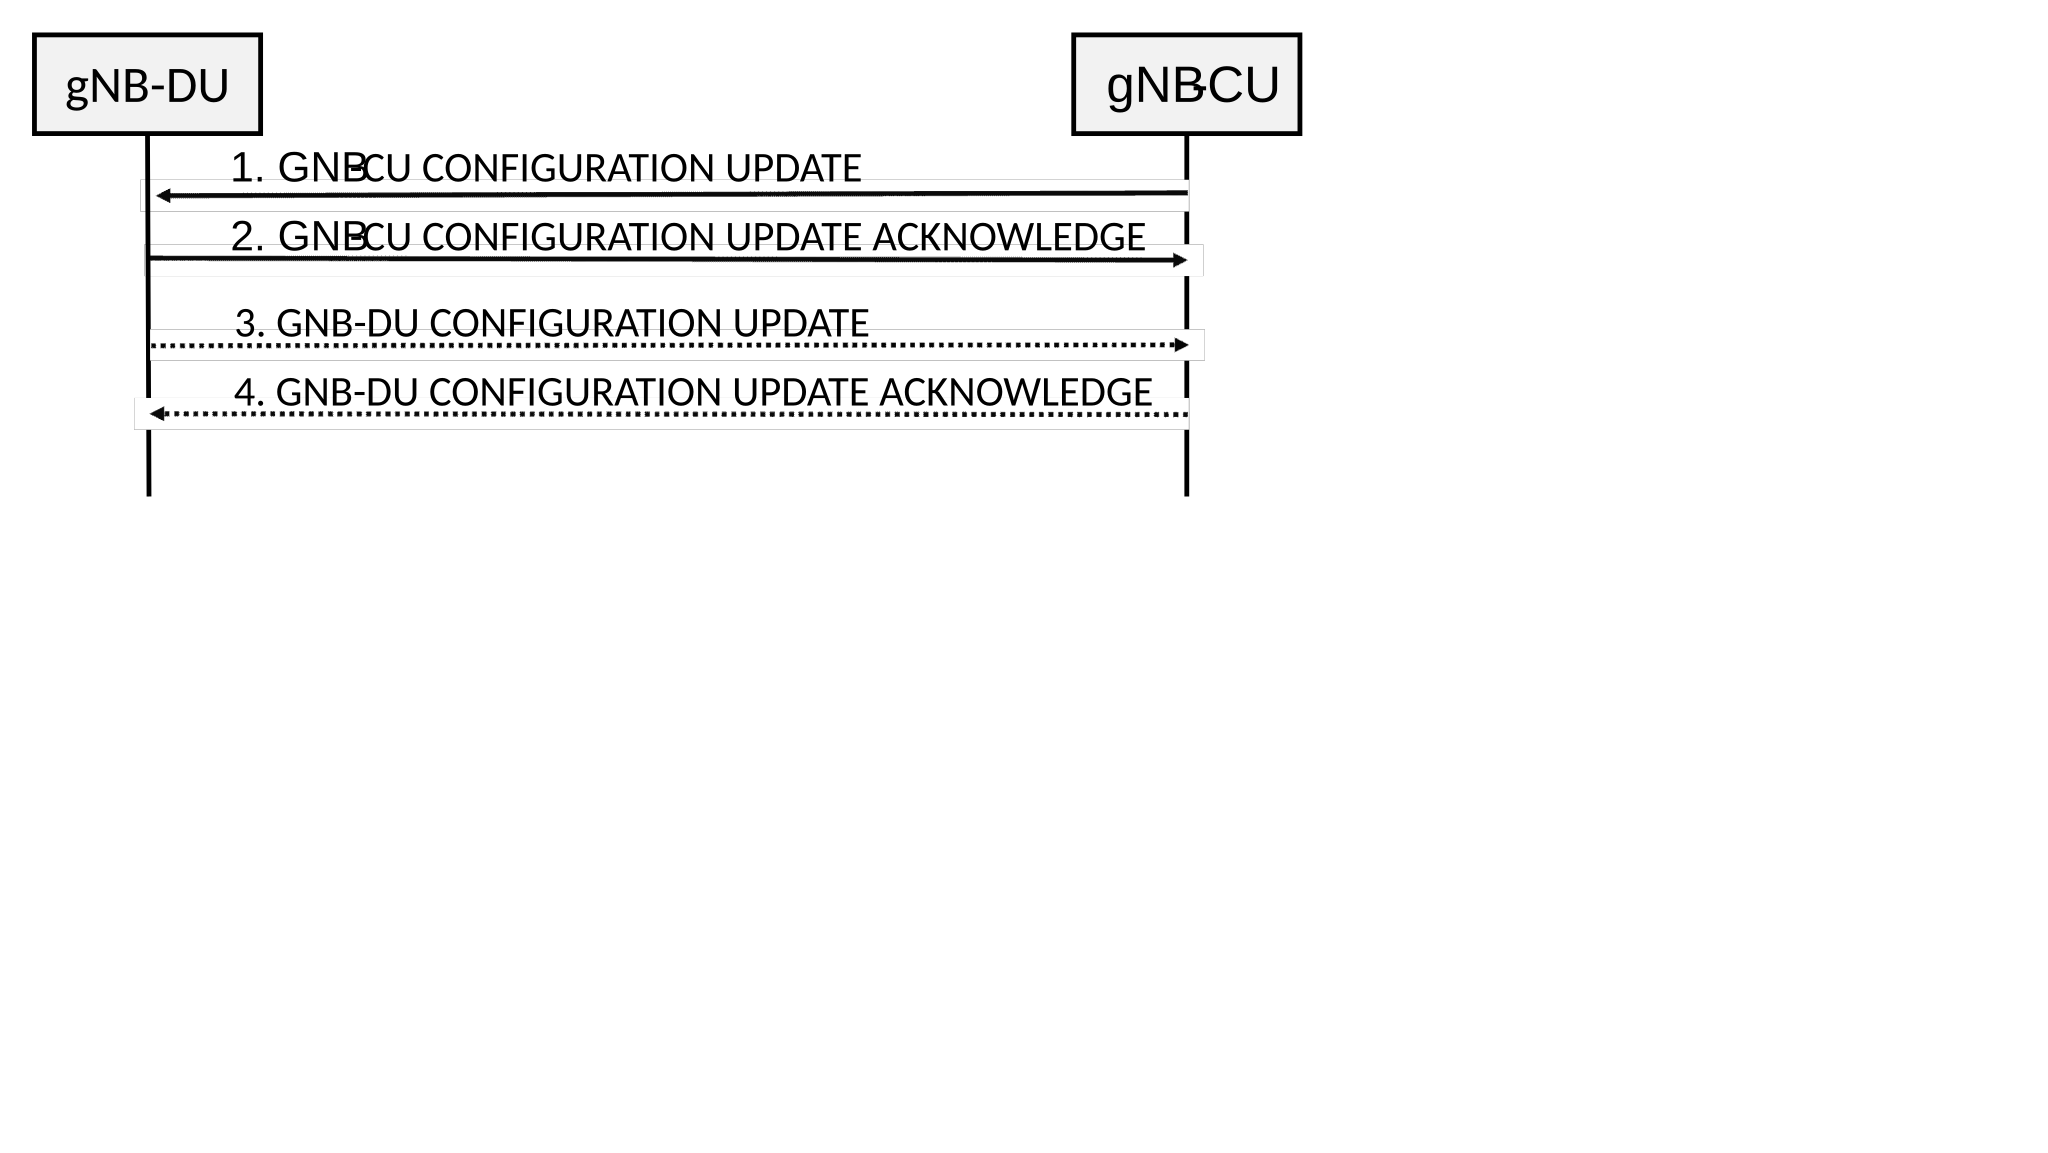 gNB-DU
gNB-CU
1. GNB-CU CONFIGURATION UPDATE
2. GNB-CU CONFIGURATION UPDATE ACKNOWLEDGE
3. GNB-DU CONFIGURATION UPDATE
4. GNB-DU CONFIGURATION UPDATE ACKNOWLEDGE